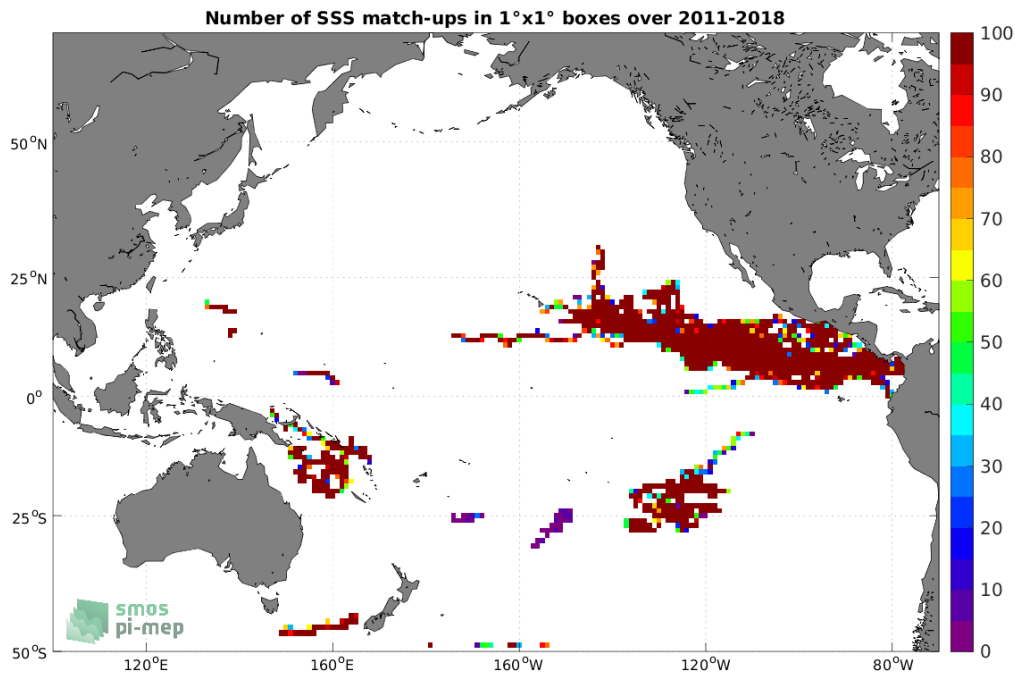 Number of SSS match-ups in 1°x1° boxes over 2011-2018
100
90
80
70
60
50
40
30
20
10
0
50°N
25°N
0°
25°S
50°S
smos
pi-mep
120°E
160°E
160°W
120°W
80°W